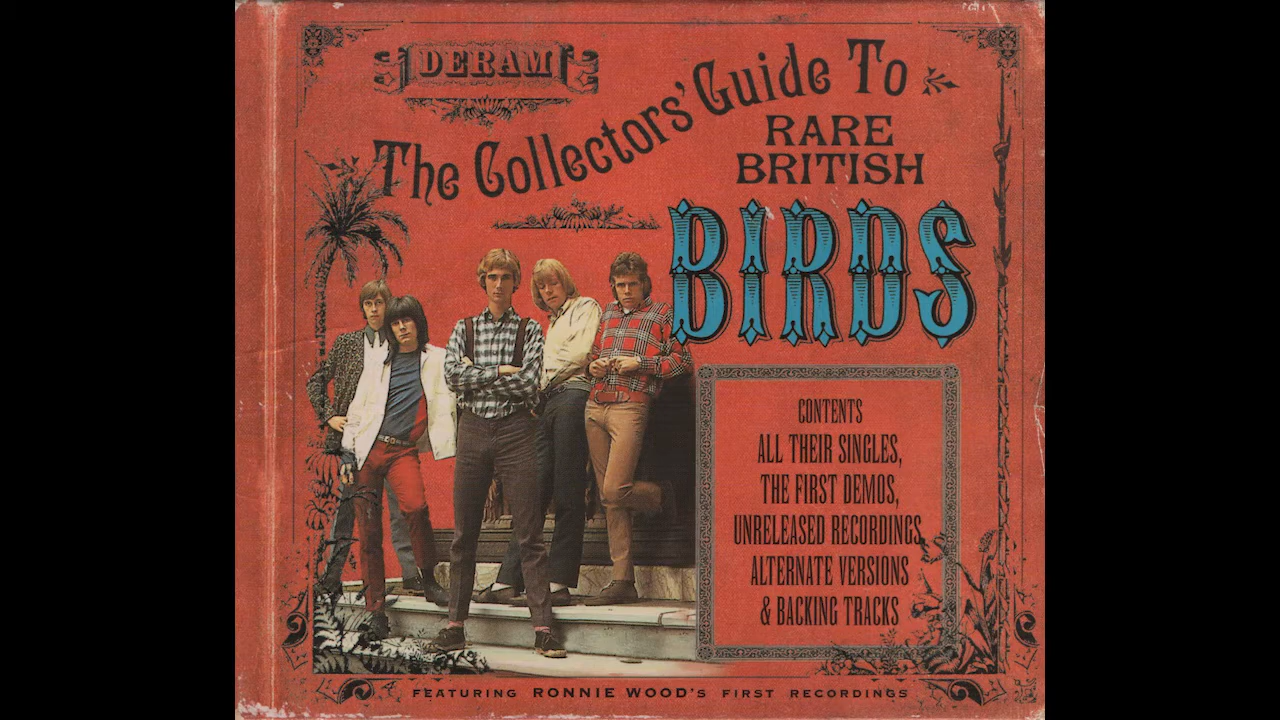 DERAM
The Collectors' Guide To
RARE
BRITISH
BIRDS
CONTENTS
ALL THEIR SINGLES,
THE FIRST DEMOS,
UNRELEASED RECORDINGS,
ALTERNATE VERSIONS
& BACKING TRACKS
FEATURING RONNIE WOOD'S FIRST RECORDINGS